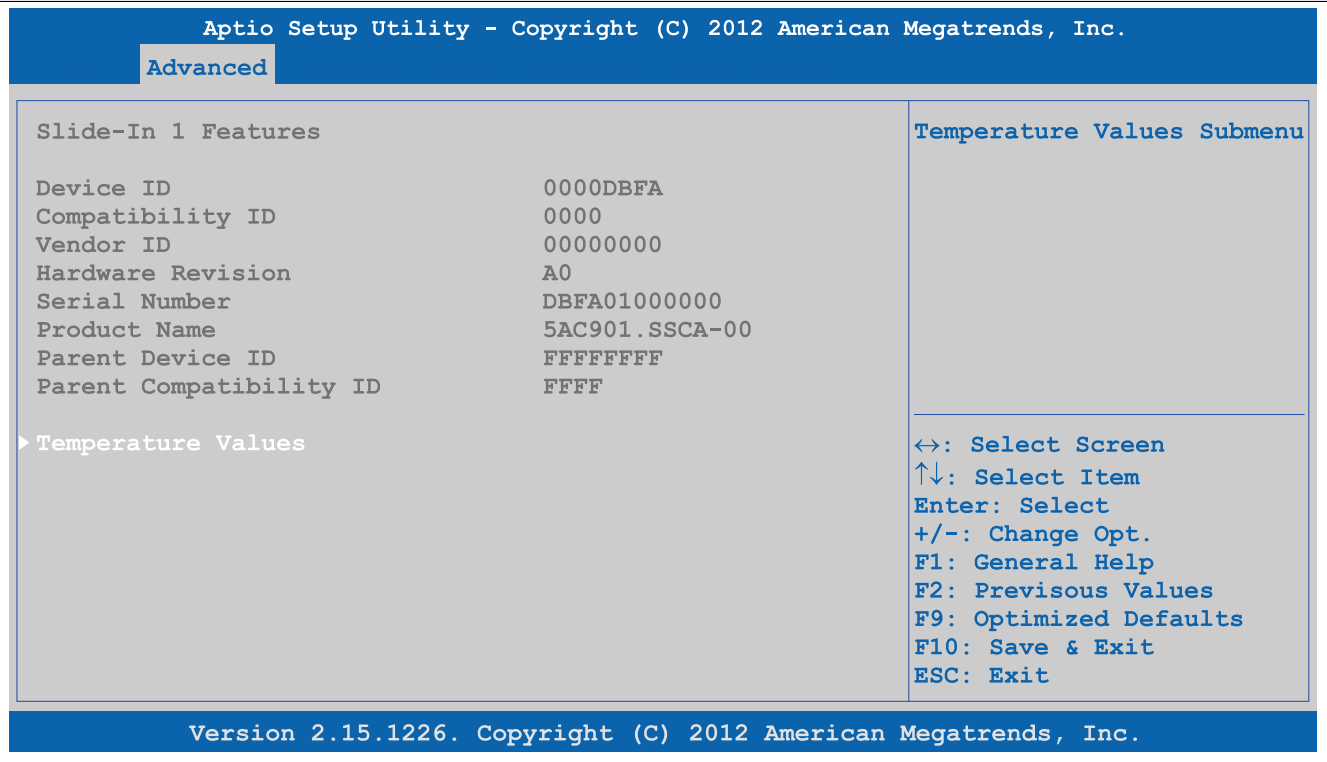 Aptio Setup Utility - Copyright (C) 2012 American Megatrends, Inc.
Advanced
Slide-In 1 Features
Device ID 0000DBFA
Compatibility ID 0000
Vendor ID 00000000
Hardware Revision A0
Serial Number DBFA01000000
Product Name 5AC901.SSCA-00
Parent Device ID FFFFFFFF
Parent Compatibility ID FFFF
Temperature Values
Temperature Values Submenu
↔: Select Screen
↑↓: Select Item
Enter: Select
+/-: Change Opt.
F1: General Help
F2: Previsous Values
F9: Optimized Defaults
F10: Save & Exit
ESC: Exit
Version 2.15.1226. Copyright (C) 2012 American Megatrends, Inc.